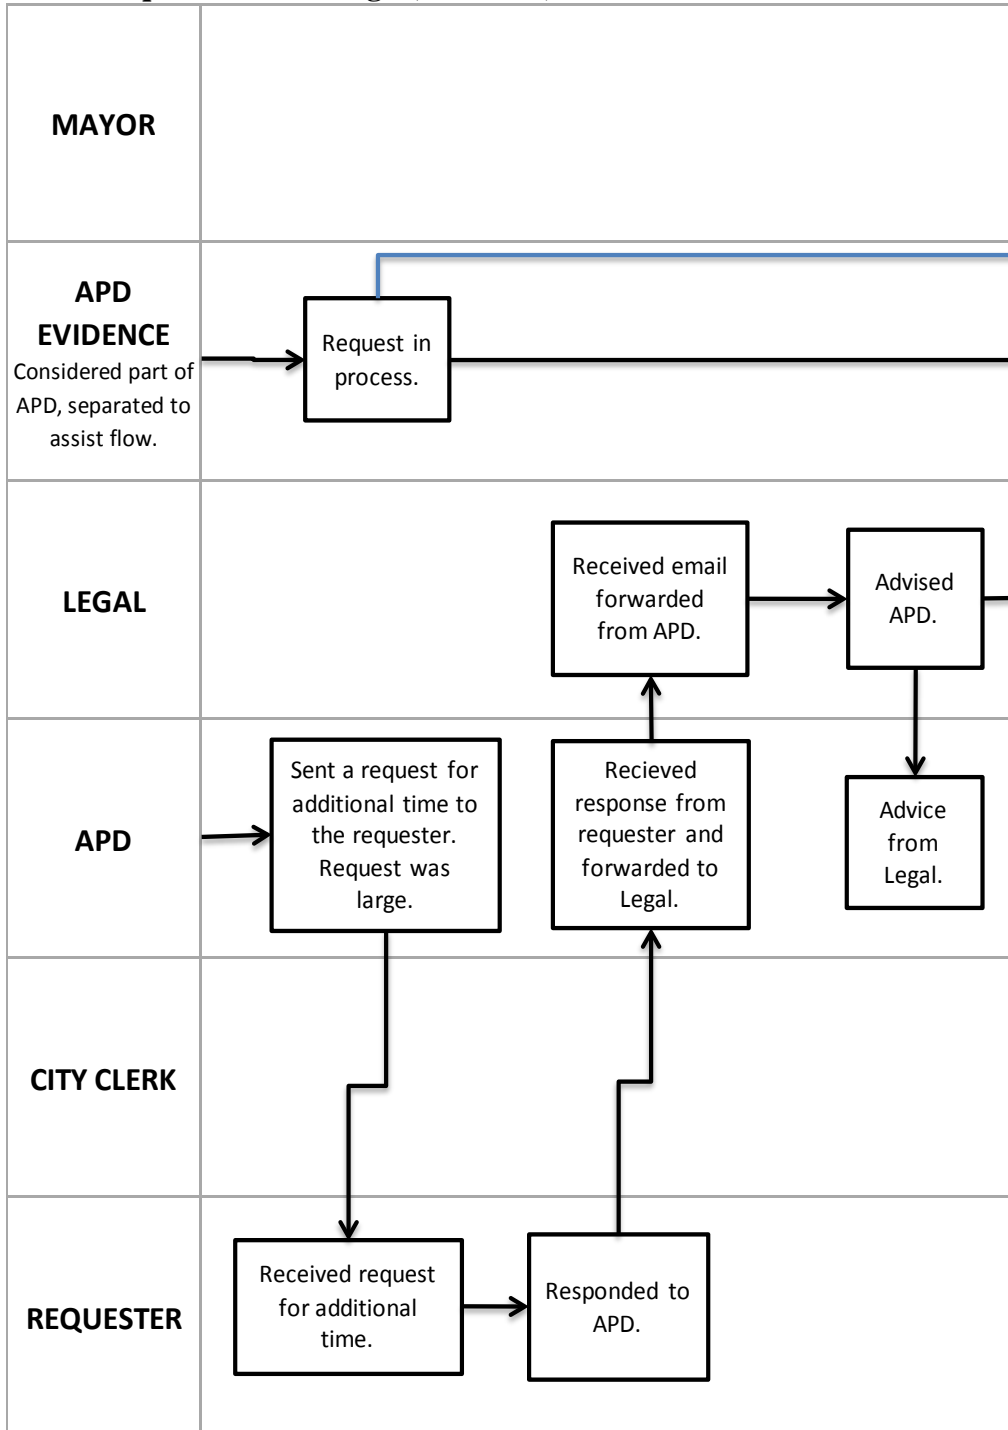 MAYOR
APD
EVIDENCE
Considered part of
APD, separated to
assist flow.
Request in
process.
LEGAL
Received email
forwarded
from APD.
Advised
APD.
APD
Sent a request for
additional time to
the requester.
Request was
large.
Recieved
response from
requester and
forwarded to
Legal.
Advice
from
Legal.
CITY CLERK
REQUESTER
Received request
for additional
time.
Responded to
APD.